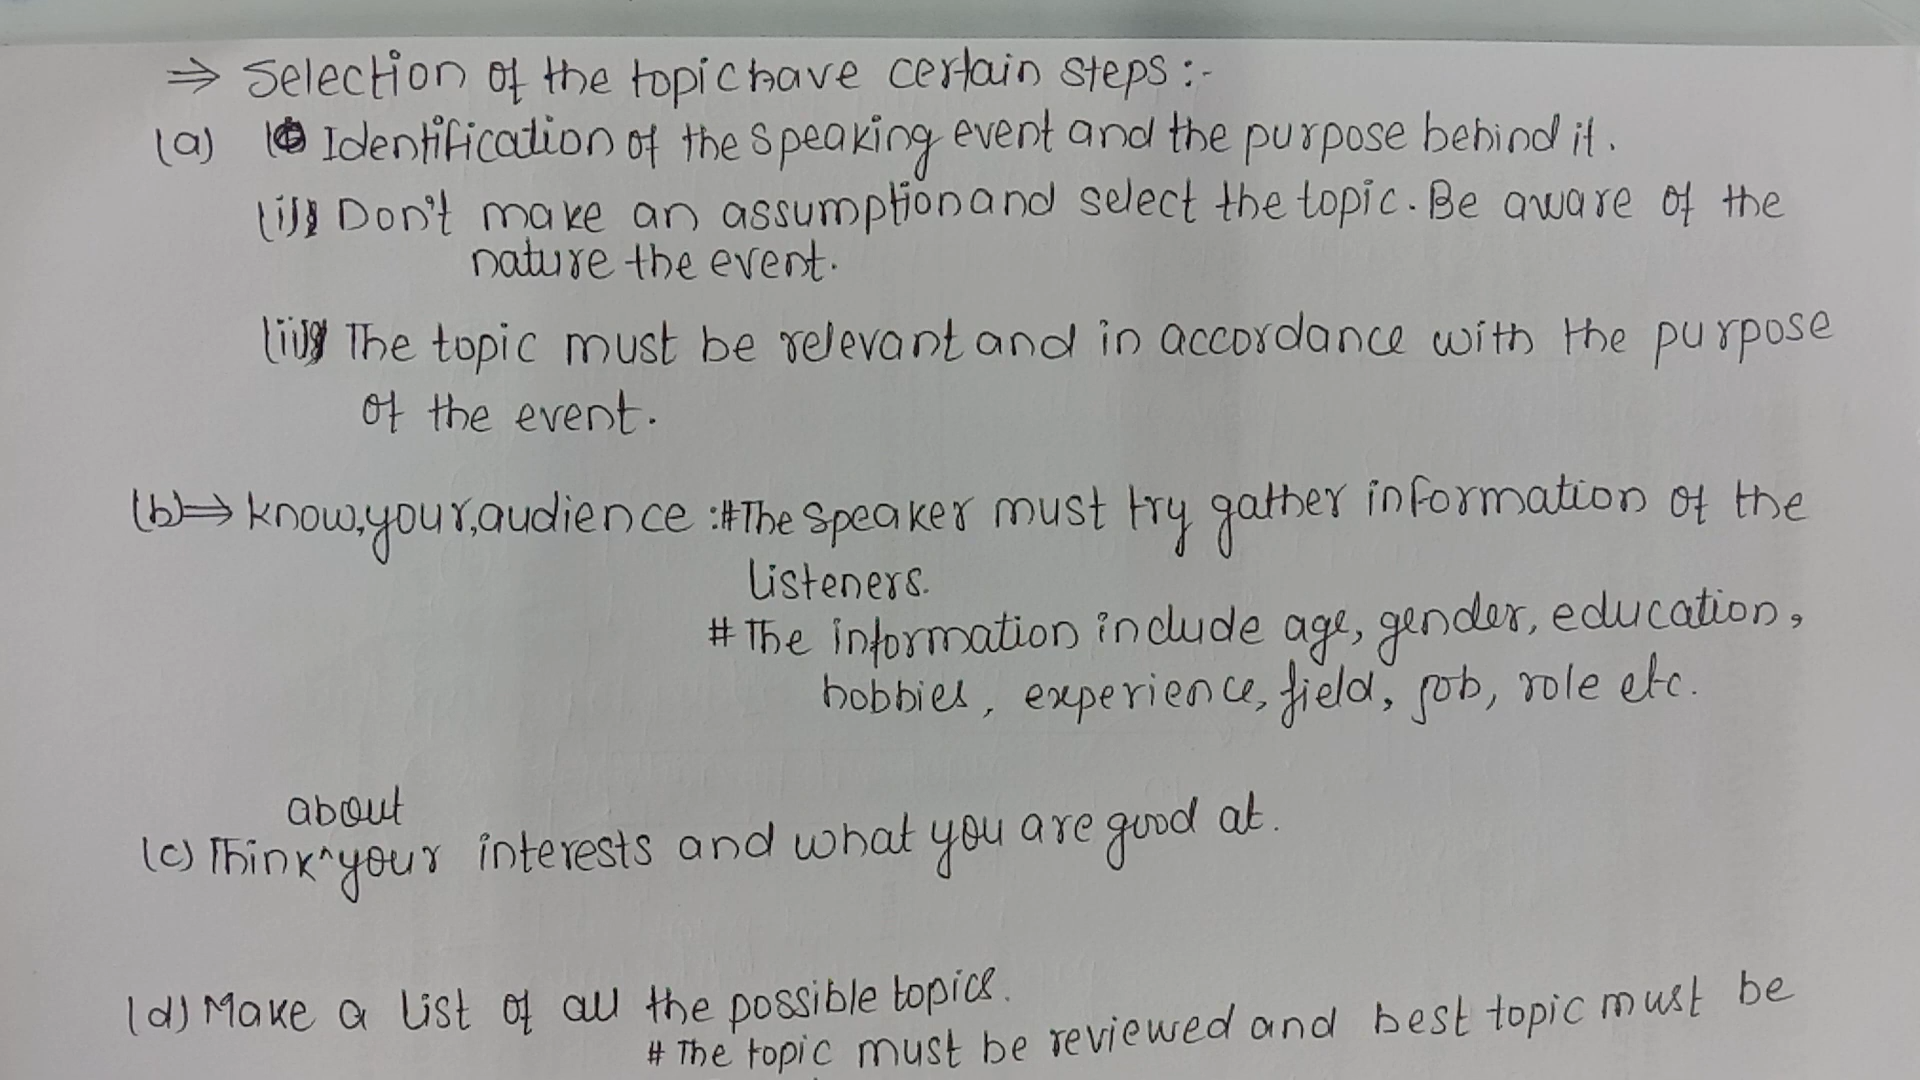 ⇒ Selection of the topic have certain steps :-
(a) (i) Identification of the speaking event and the purpose behind it.
(ii) Don't make an assumption and select the topic. Be aware of the
nature the event.
(iii) The topic must be relevant and in accordance with the purpose
of the event.
(b) ⇒ know, your, audience : # The speaker must try gather information of the
listeners.
# The information include age, gender, education,
hobbies, experience, field, job, role etc.
about
(c) Think ^ your interests and what you are good at.
(d) Make a list of all the possible topics.
# The topic must be reviewed and best topic must be